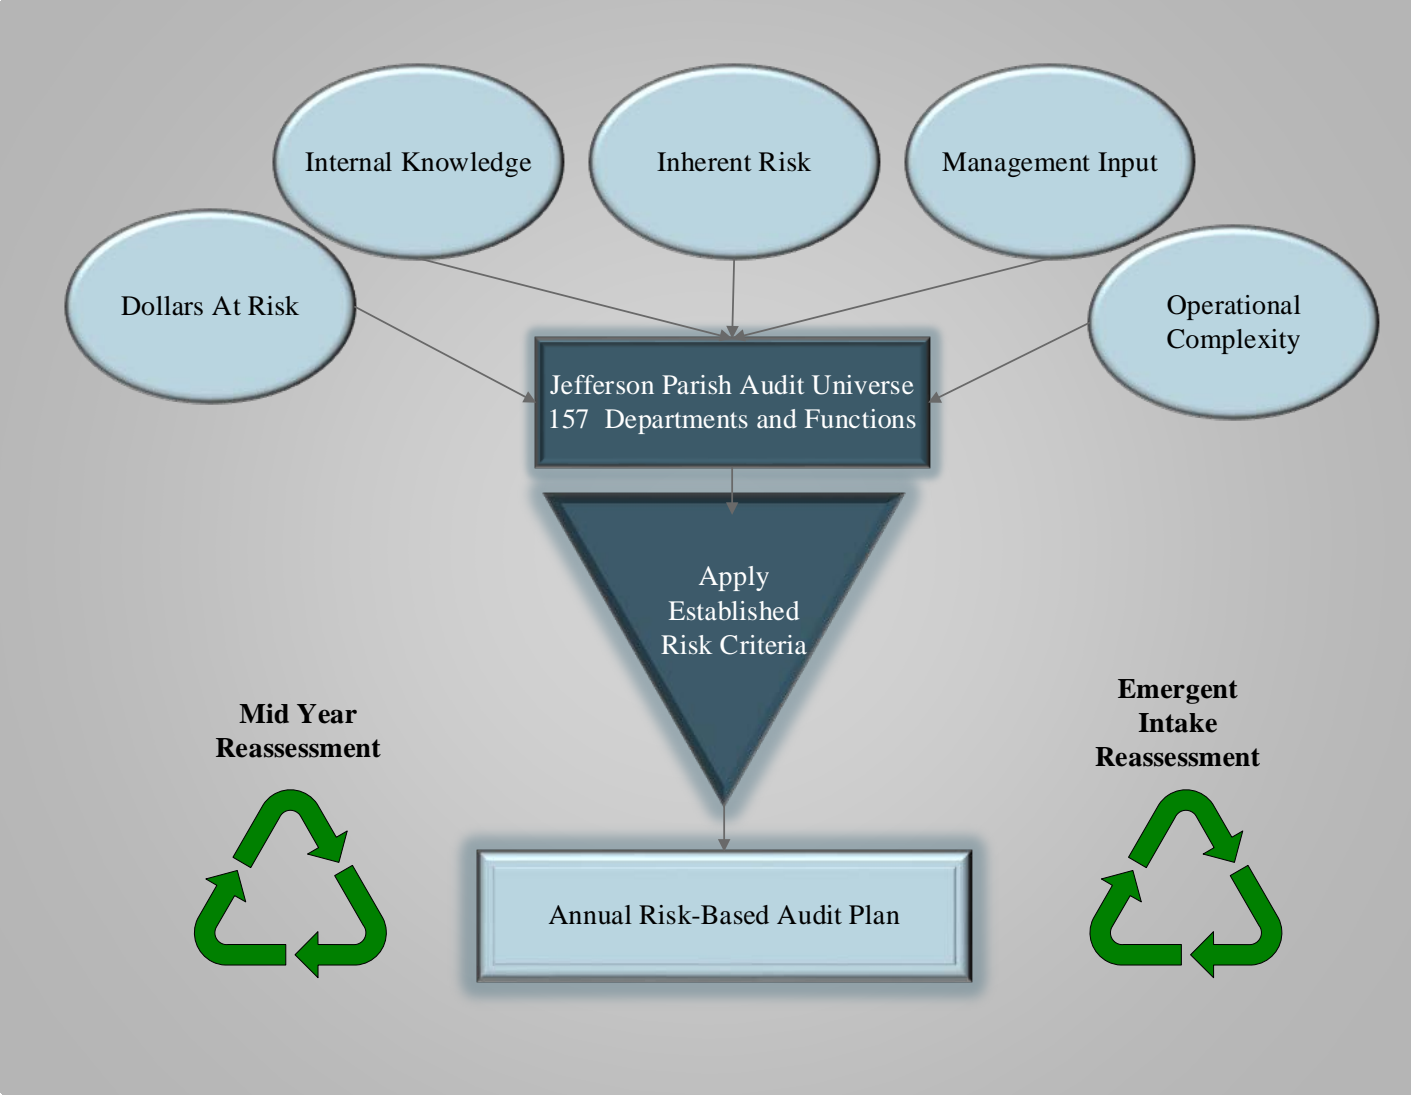 Internal Knowledge
Inherent Risk
Management Input
Dollars At Risk
Operational
Complexity
Jefferson Parish Audit Universe
157  Departments and Functions
Apply
Established
Risk Criteria
Mid Year
Reassessment
Emergent
Intake
Reassessment
Annual Risk-Based Audit Plan